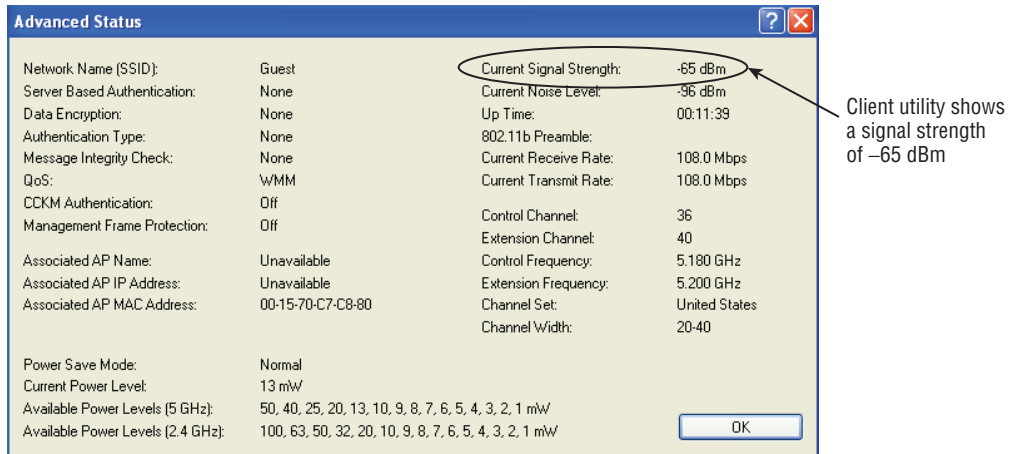 Advanced Status
Network Name (SSID): Guest
Server Based Authentication: None
Data Encryption: None
Authentication Type: None
Message Integrity Check: None
QoS: WMM
CCKM Authentication: Off
Management Frame Protection: Off
Associated AP Name: Unavailable
Associated AP IP Address: Unavailable
Associated AP MAC Address: 00-15-70-C7-C8-80
Current Signal Strength: -65 dBm
Current Noise Level: -96 dBm
Up Time: 00:11:39
802.11b Preamble:
Current Receive Rate: 108.0 Mbps
Current Transmit Rate: 108.0 Mbps
Control Channel: 36
Extension Channel: 40
Control Frequency: 5.180 GHz
Extension Frequency: 5.200 GHz
Channel Set: United States
Channel Width: 20-40
Power Save Mode: Normal
Current Power Level: 13 mW
Available Power Levels (5 GHz): 50, 40, 25, 20, 13, 10, 9, 8, 7, 6, 5, 4, 3, 2, 1 mW
Available Power Levels (2.4 GHz): 100, 63, 50, 32, 20, 10, 9, 8, 7, 6, 5, 4, 3, 2, 1 mW
OK
Client utility shows
a signal strength
of –65 dBm